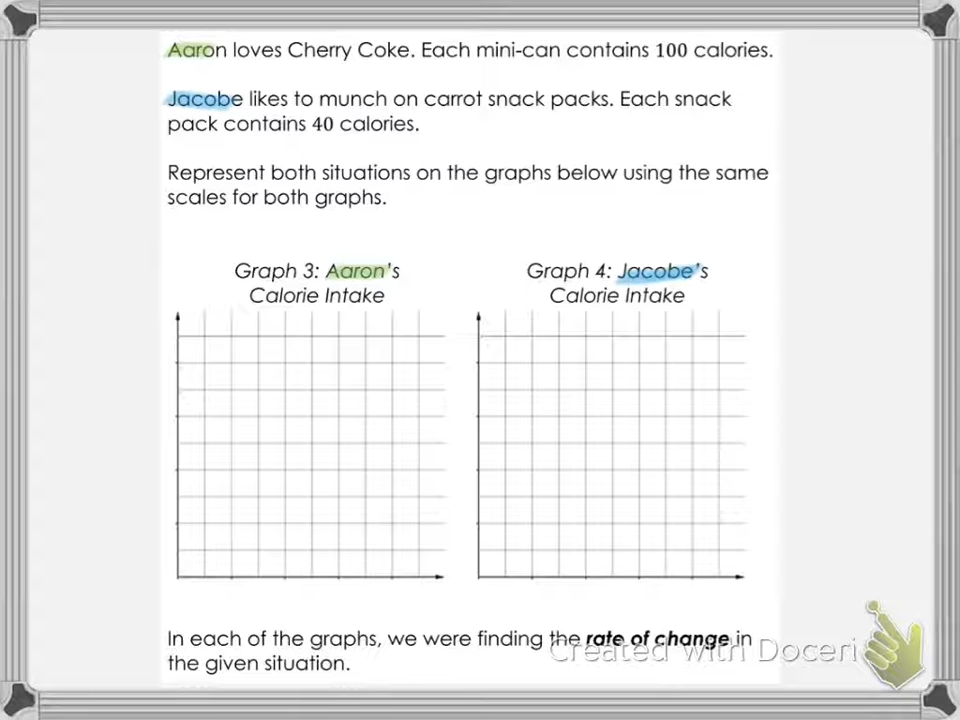 Aaron loves Cherry Coke. Each mini-can contains 100 calories.
Jacobe likes to munch on carrot snack packs. Each snack
pack contains 40 calories.
Represent both situations on the graphs below using the same
scales for both graphs.
Graph 3: Aaron's
Calorie Intake
Graph 4: Jacobe's
Calorie Intake
In each of the graphs, we were finding the rate of change in
the given situation.
Created with Doceri